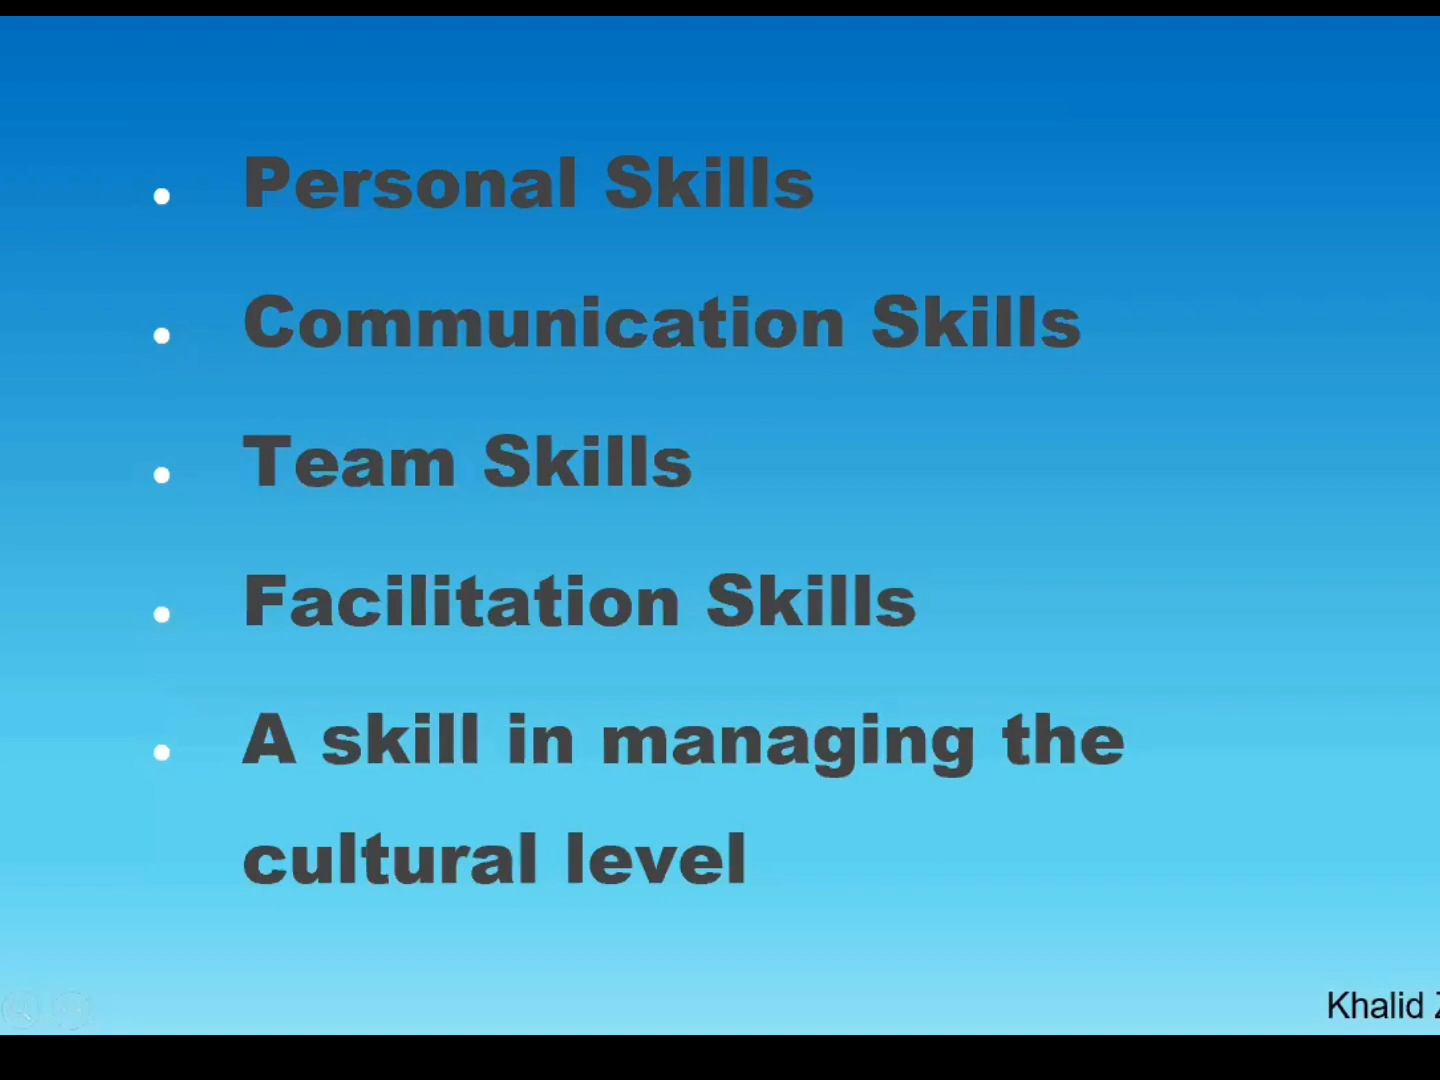 Personal Skills
Communication Skills
Team Skills
Facilitation Skills
A skill in managing the
cultural level
Khalid